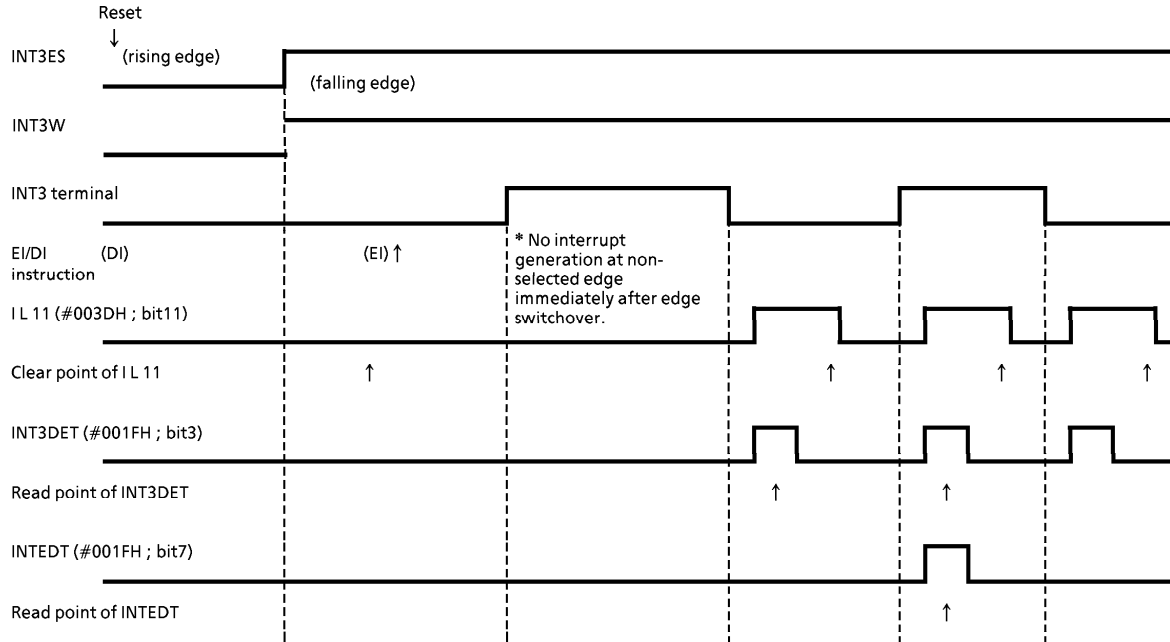 Reset
↓
INT3ES
(rising edge)
(falling edge)
INT3W
INT3 terminal
EI/DI
instruction
(DI)
(EI) ↑
* No interrupt
generation at non-
selected edge
immediately after edge
switchover.
I L 11 (#003DH ; bit11)
Clear point of I L 11
↑ ↑ ↑ ↑
INT3DET (#001FH ; bit3)
Read point of INT3DET
↑ ↑
INTEDT (#001FH ; bit7)
Read point of INTEDT
↑